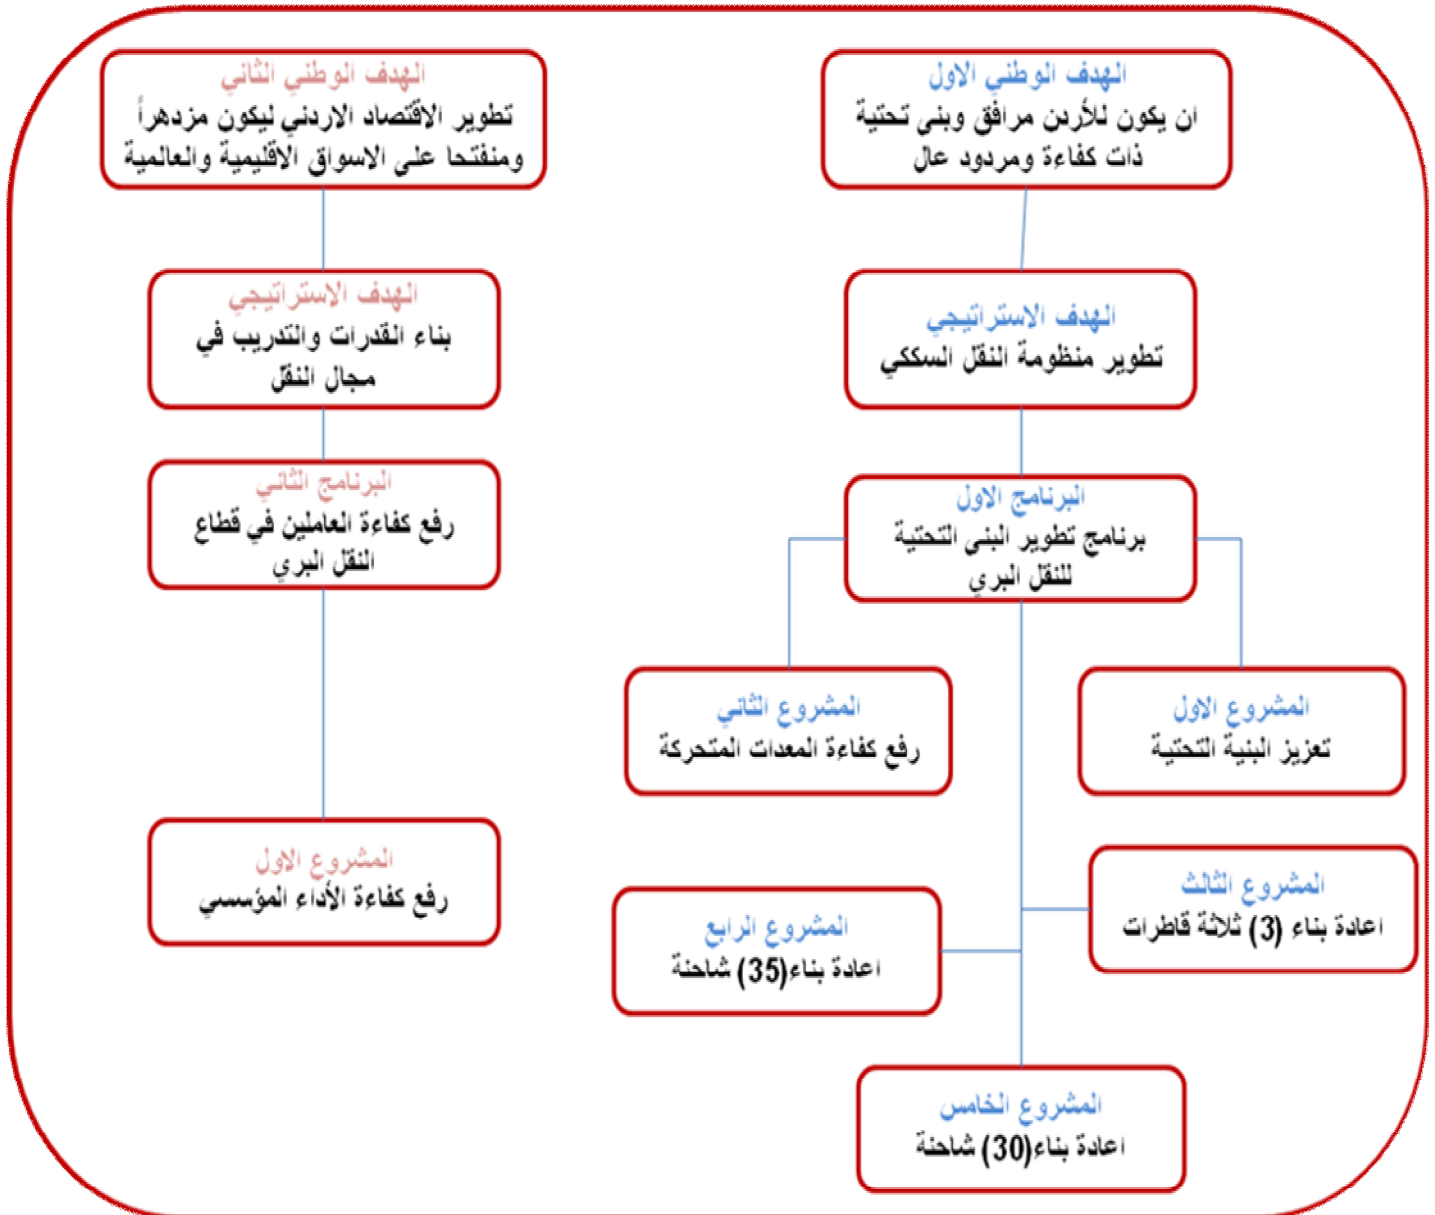 الهدف الوطني الاول
ان يكون للأردن مرافق وبنى تحتية
ذات كفاءة ومردود عال
الهدف الاستراتيجي
تطوير منظومة النقل السككي
البرنامج الاول
برنامج تطوير البنى التحتية
للنقل البري
المشروع الاول
تعزيز البنية التحتية
المشروع الثاني
رفع كفاءة المعدات المتحركة
المشروع الثالث
اعادة بناء (3) ثلاثة قاطرات
المشروع الرابع
اعادة بناء(35) شاحنة
المشروع الخامس
اعادة بناء(30) شاحنة
الهدف الوطني الثاني
تطوير الاقتصاد الاردني ليكون مزدهراً
ومنفتحا على الاسواق الاقليمية والعالمية
الهدف الاستراتيجي
بناء القدرات والتدريب في
مجال النقل
البرنامج الثاني
رفع كفاءة العاملين في قطاع
النقل البري
المشروع الاول
رفع كفاءة الأداء المؤسسي